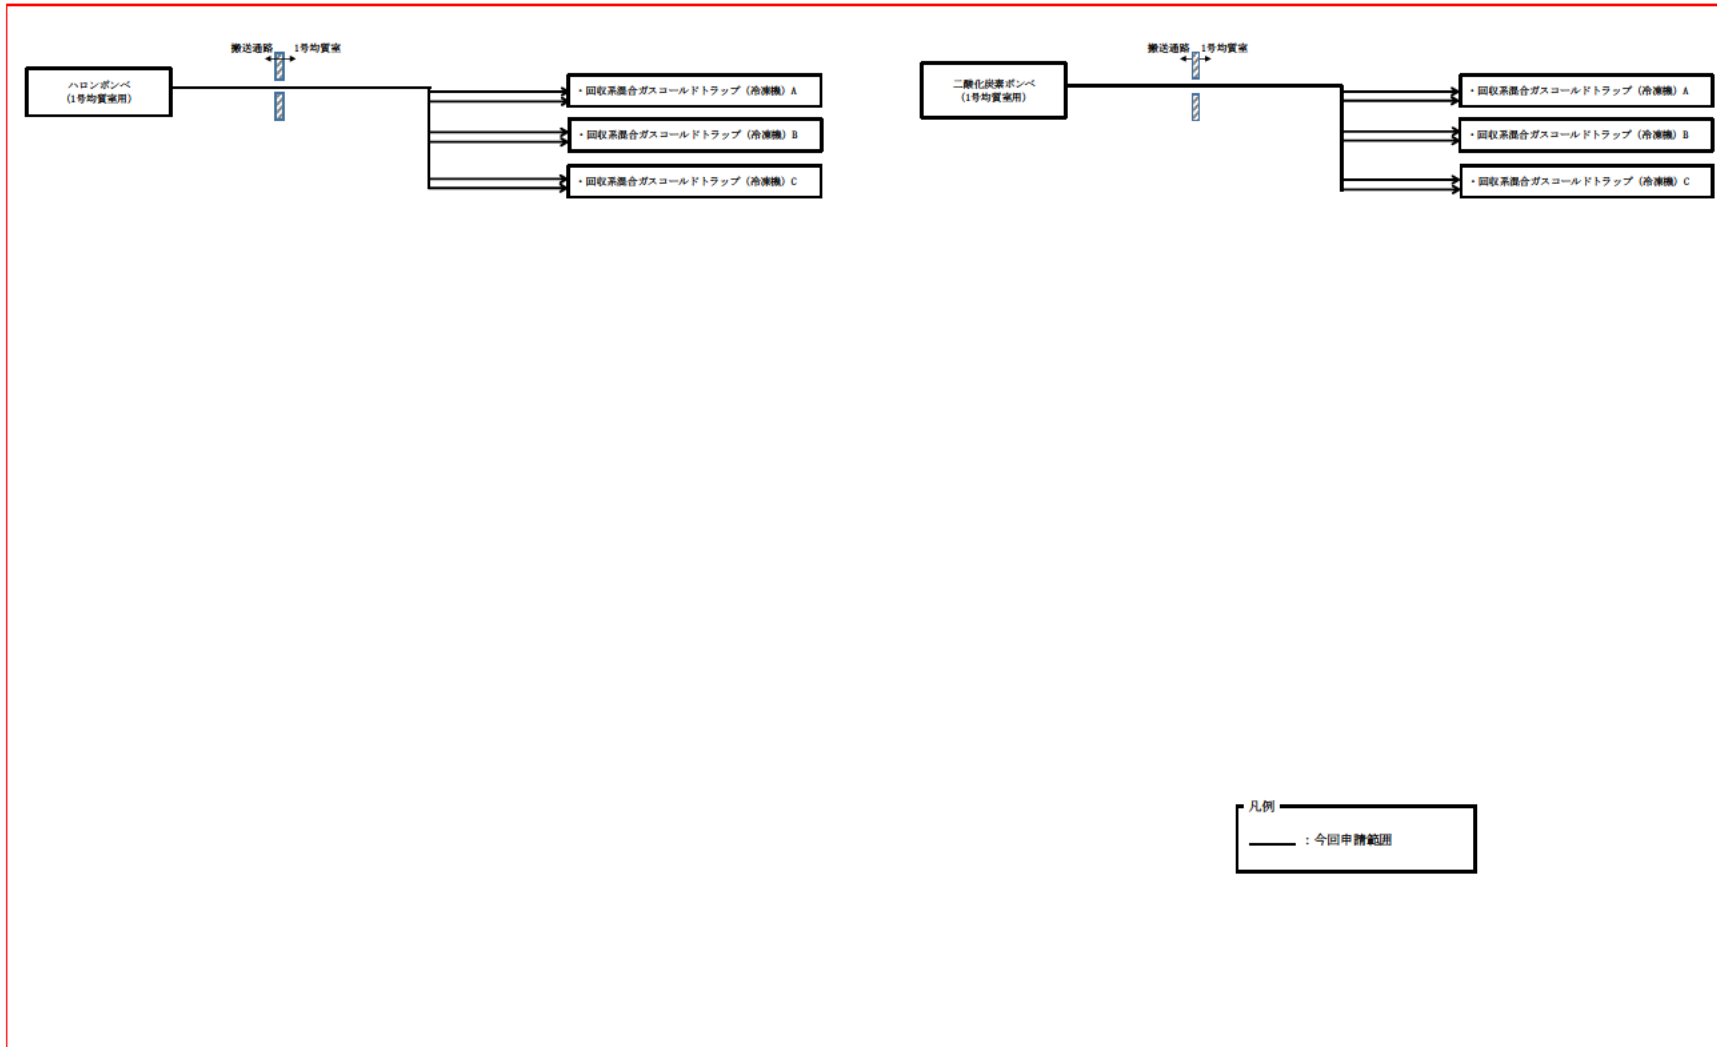 搬送通路 1号均質室
ハロンボンベ
(1号均質室用)
・回収系混合ガスコールドトラップ（冷凍機）A
・回収系混合ガスコールドトラップ（冷凍機）B
・回収系混合ガスコールドトラップ（冷凍機）C
搬送通路 1号均質室
二酸化炭素ボンベ
(1号均質室用)
・回収系混合ガスコールドトラップ（冷凍機）A
・回収系混合ガスコールドトラップ（冷凍機）B
・回収系混合ガスコールドトラップ（冷凍機）C
凡例
：今回申請範囲